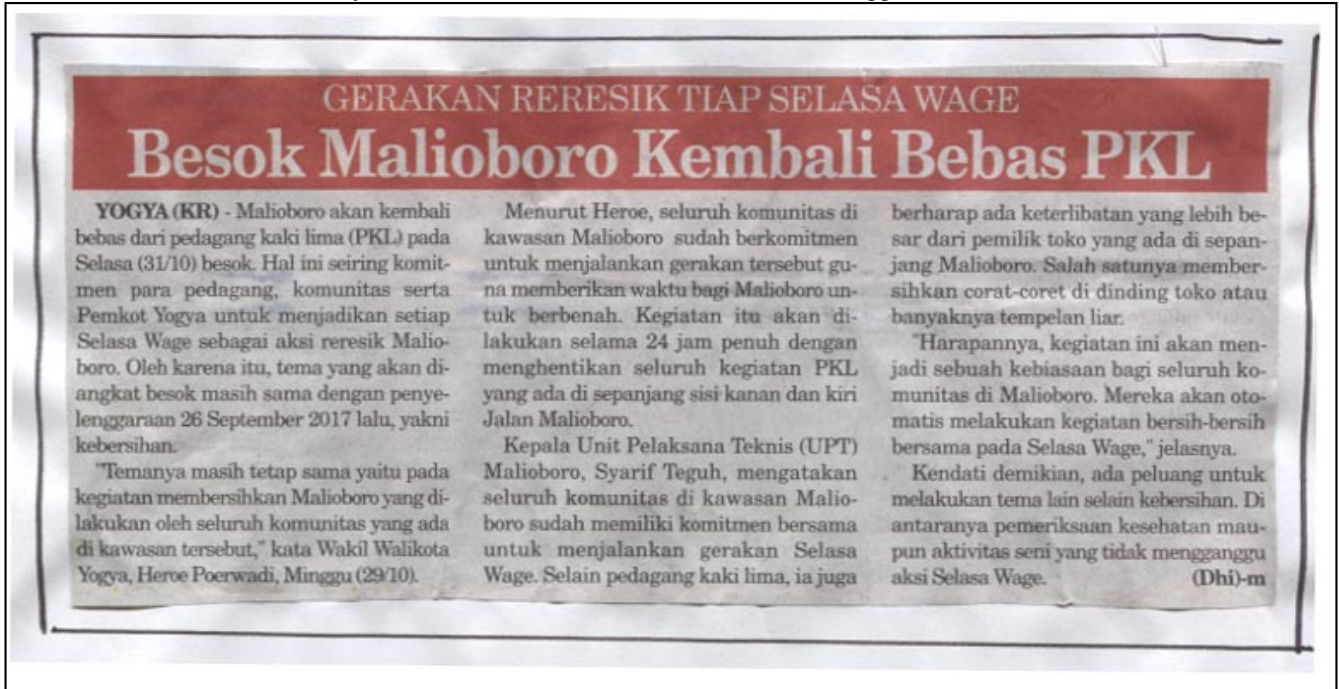 GERAKAN RERESIK TIAP SELASA WAGE
Besok Malioboro Kembali Bebas PKL
YOGYA (KR) - Malioboro akan kembali
bebas dari pedagang kaki lima (PKL) pada
Selasa (31/10) besok. Hal ini seiring komit-
men para pedagang, komunitas serta
Pemkot Yogya untuk menjadikan setiap
Selasa Wage sebagai aksi reresik Malio-
boro. Oleh karena itu, tema yang akan di-
angkat besok masih sama dengan penye-
lenggaraan 26 September 2017 lalu, yakni
kebersihan.
"Temanya masih tetap sama yaitu pada
kegiatan membersihkan Malioboro yang di-
lakukan oleh seluruh komunitas yang ada
di kawasan tersebut," kata Wakil Walikota
Yogya, Heroe Poerwadi, Minggu (29/10).
Menurut Heroe, seluruh komunitas di
kawasan Malioboro sudah berkomitmen
untuk menjalankan gerakan tersebut gu-
na memberikan waktu bagi Malioboro un-
tuk berbenah. Kegiatan itu akan di-
lakukan selama 24 jam penuh dengan
menghentikan seluruh kegiatan PKL
yang ada di sepanjang sisi kanan dan kiri
Jalan Malioboro.
Kepala Unit Pelaksana Teknis (UPT)
Malioboro, Syarif Teguh, mengatakan
seluruh komunitas di kawasan Malio-
boro sudah memiliki komitmen bersama
untuk menjalankan gerakan Selasa
Wage. Selain pedagang kaki lima, ia juga
berharap ada keterlibatan yang lebih be-
sar dari pemilik toko yang ada di sepan-
jang Malioboro. Salah satunya member-
sihkan corat-coret di dinding toko atau
banyaknya tempelan liar.
"Harapannya, kegiatan ini akan men-
jadi sebuah kebiasaan bagi seluruh ko-
munitas di Malioboro. Mereka akan oto-
matis melakukan kegiatan bersih-bersih
bersama pada Selasa Wage," jelasnya.
Kendati demikian, ada peluang untuk
melakukan tema lain selain kebersihan. Di
antaranya pemeriksaan kesehatan mau-
pun aktivitas seni yang tidak mengganggu
aksi Selasa Wage. (Dhi)-m